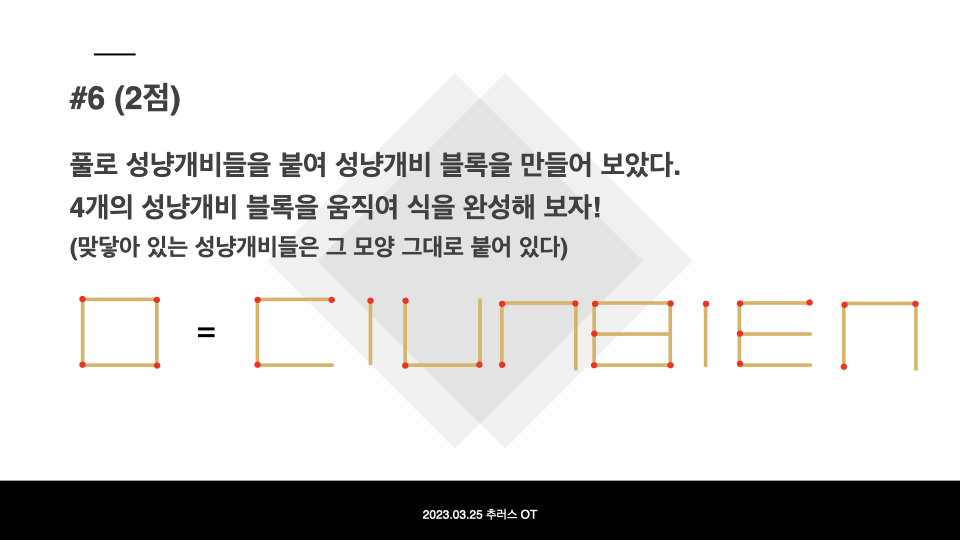 #6 (2점)
풀로 성냥개비들을 붙여 성냥개비 블록을 만들어 보았다.
4개의 성냥개비 블록을 움직여 식을 완성해 보자!
(맞닿아 있는 성냥개비들은 그 모양 그대로 붙어 있다)
ㅁ = ㄷIUn8IEn
2023.03.25 추러스 OT